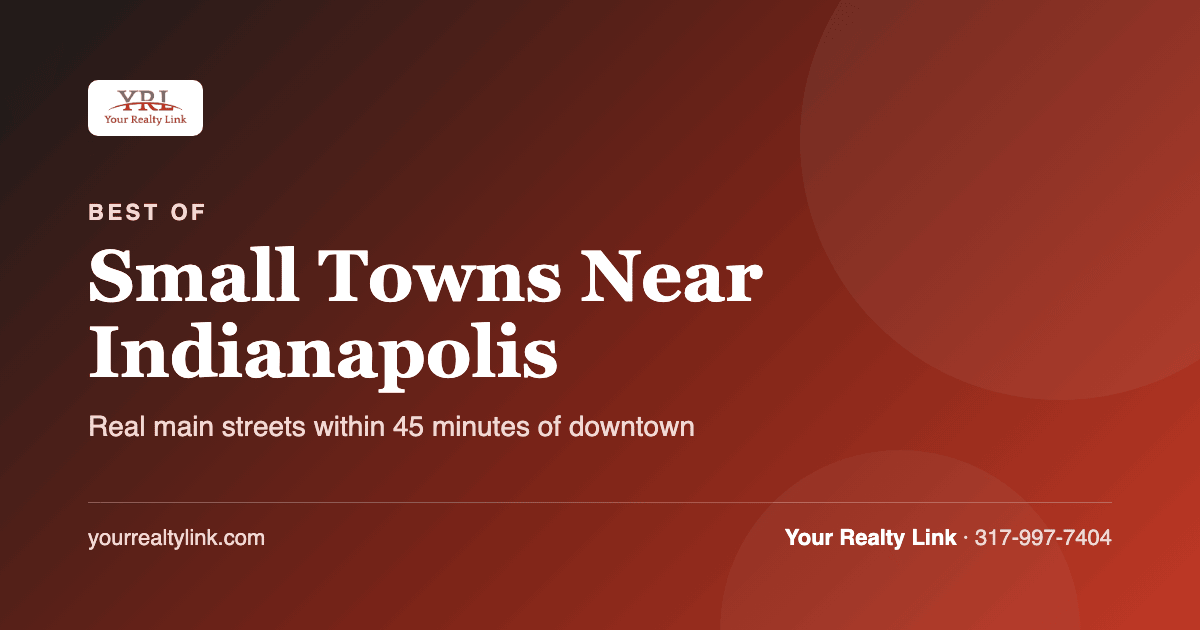 YRL
Your Realty Link
BEST OF
Small Towns Near
Indianapolis
Real main streets within 45 minutes of downtown
yourrealtylink.com
Your Realty Link · 317-997-7404